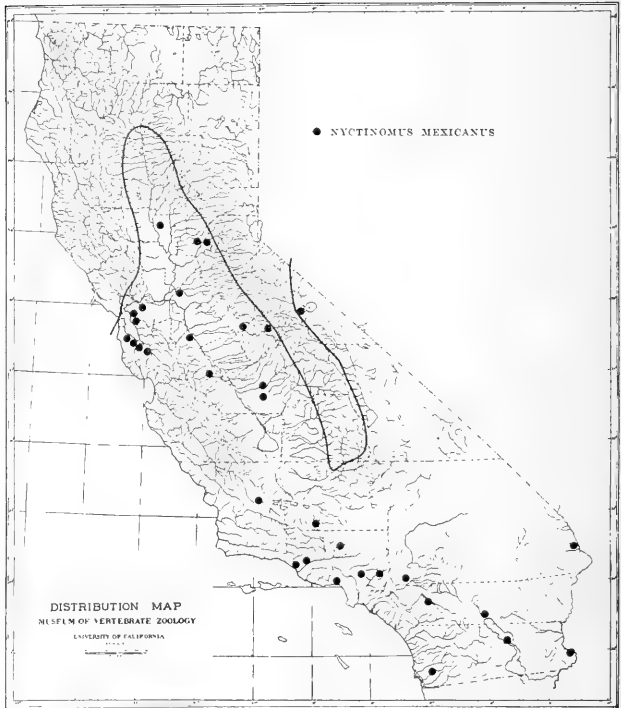 ● NYCTINOMUS MEXICANUS
DISTRIBUTION MAP
MUSEUM OF VERTEBRATE ZOOLOGY
UNIVERSITY OF CALIFORNIA